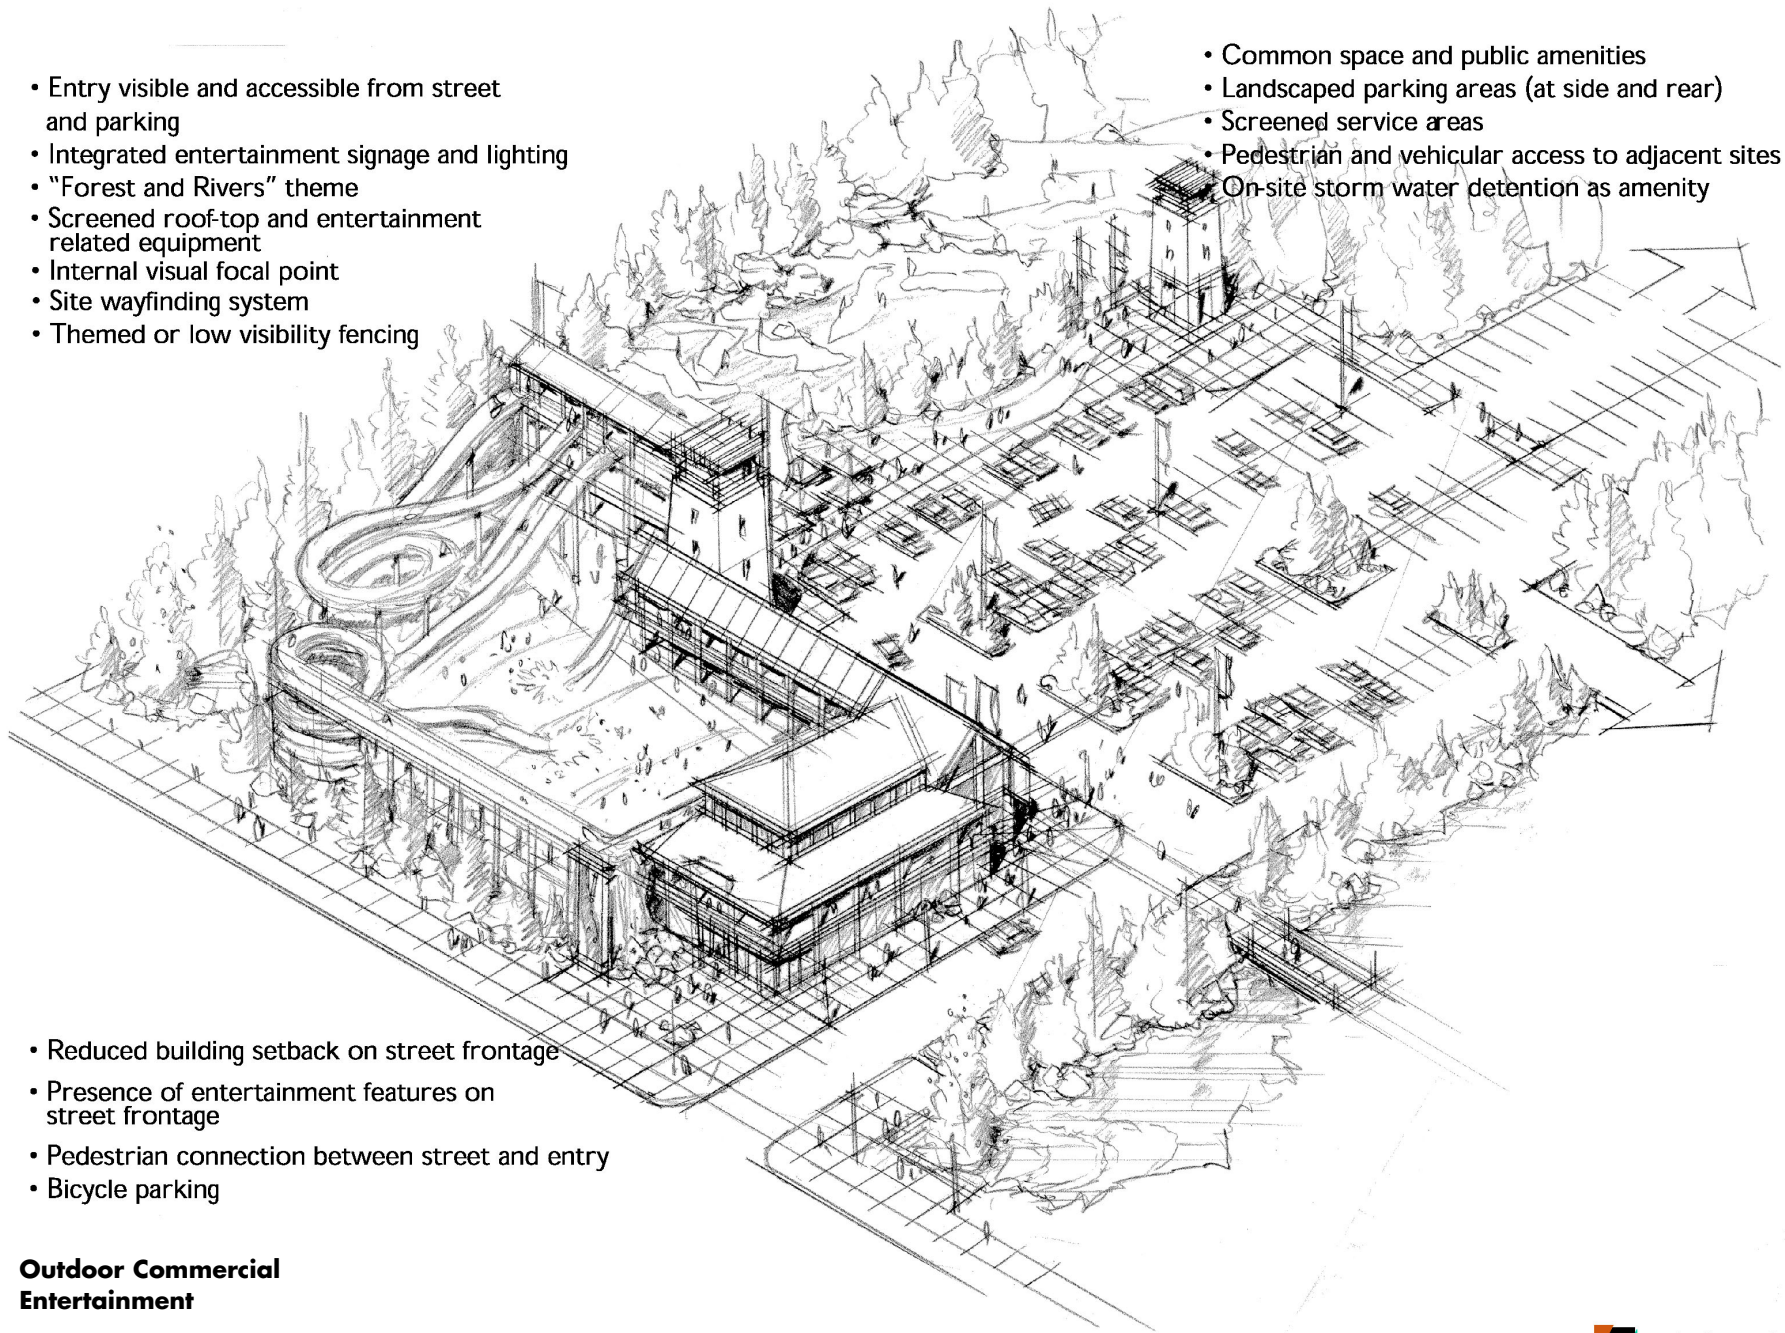 • Entry visible and accessible from street
and parking
• Integrated entertainment signage and lighting
• “Forest and Rivers” theme
• Screened roof-top and entertainment
related equipment
• Internal visual focal point
• Site wayfinding system
• Themed or low visibility fencing
• Common space and public amenities
• Landscaped parking areas (at side and rear)
• Screened service areas
• Pedestrian and vehicular access to adjacent sites
• On-site storm water detention as amenity
• Reduced building setback on street frontage
• Presence of entertainment features on
street frontage
• Pedestrian connection between street and entry
• Bicycle parking
Outdoor Commercial
Entertainment